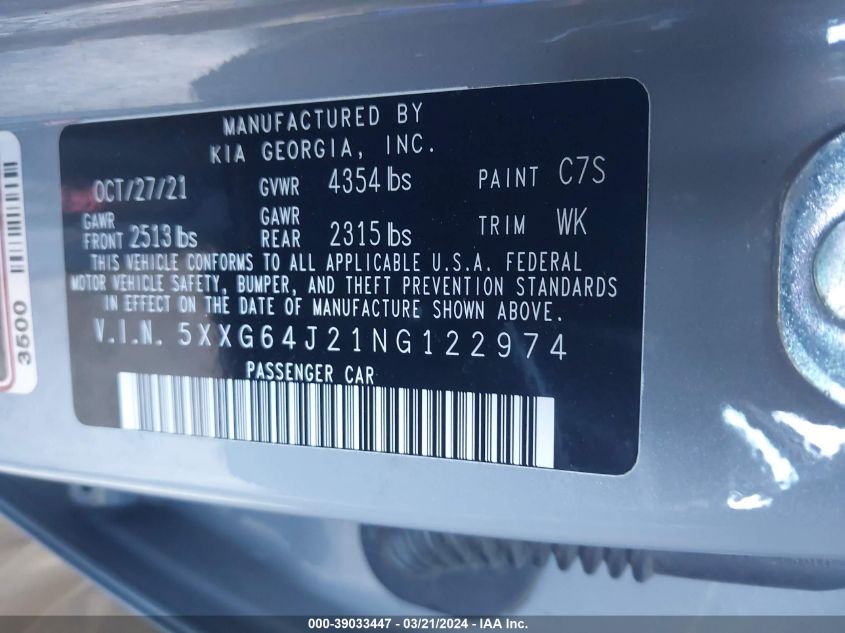 MANUFACTURED BY
KIA GEORGIA, INC.
OCT/27/21 GVWR 4354 lbs PAINT C7S
GAWR FRONT 2513 lbs GAWR REAR 2315 lbs TRIM WK
THIS VEHICLE CONFORMS TO ALL APPLICABLE U.S.A. FEDERAL
MOTOR VEHICLE SAFETY, BUMPER, AND THEFT PREVENTION STANDARDS
IN EFFECT ON THE DATE OF MANUFACTURE SHOWN ABOVE.
V.I.N. 5XXG64J21NG122974
PASSENGER CAR
3500
000-39033447 - 03/21/2024 - IAA Inc.